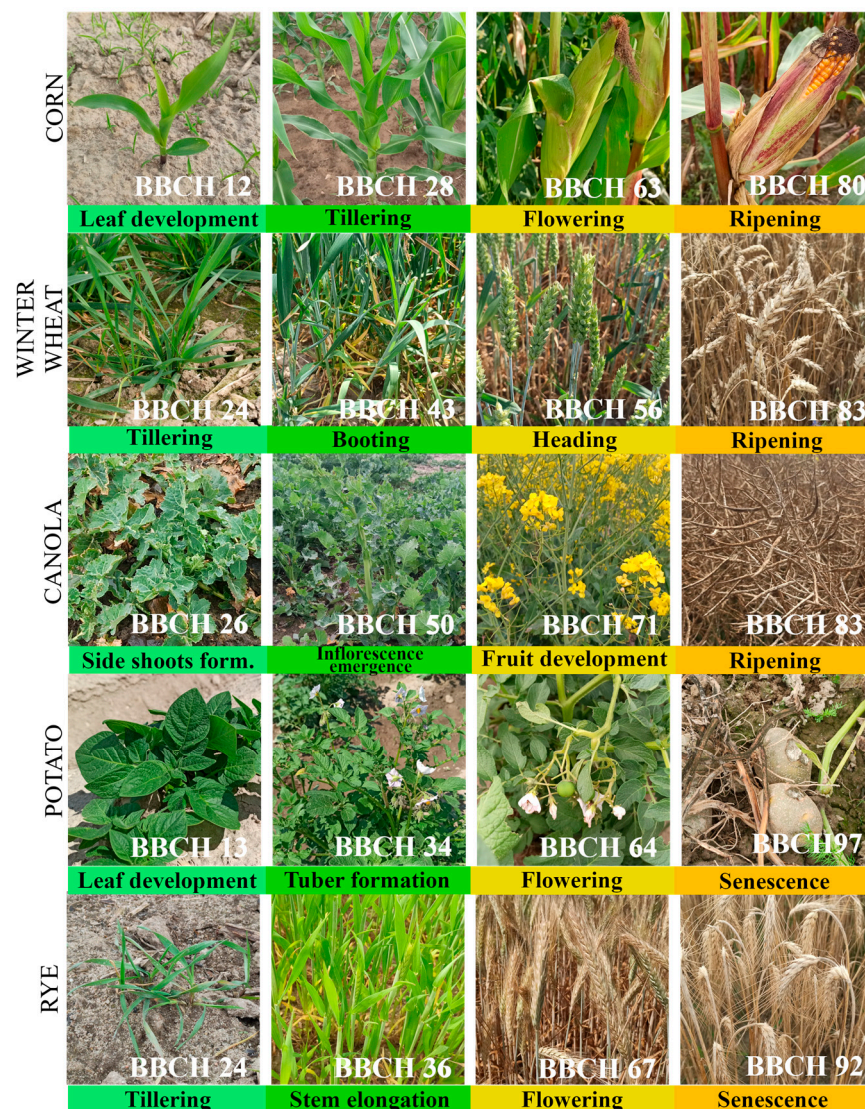 CORN
BBCH 12
BBCH 28
BBCH 63
BBCH 80
Leaf development
Tillering
Flowering
Ripening
WINTER
WHEAT
BBCH 24
BBCH 43
BBCH 56
BBCH 83
Tillering
Booting
Heading
Ripening
CANOLA
BBCH 26
BBCH 50
BBCH 71
BBCH 83
Side shoots form.
Inflorescence
emergence
Fruit development
Ripening
POTATO
BBCH 13
BBCH 34
BBCH 64
BBCH97
Leaf development
Tuber formation
Flowering
Senescence
RYE
BBCH 24
BBCH 36
BBCH 67
BBCH 92
Tillering
Stem elongation
Flowering
Senescence